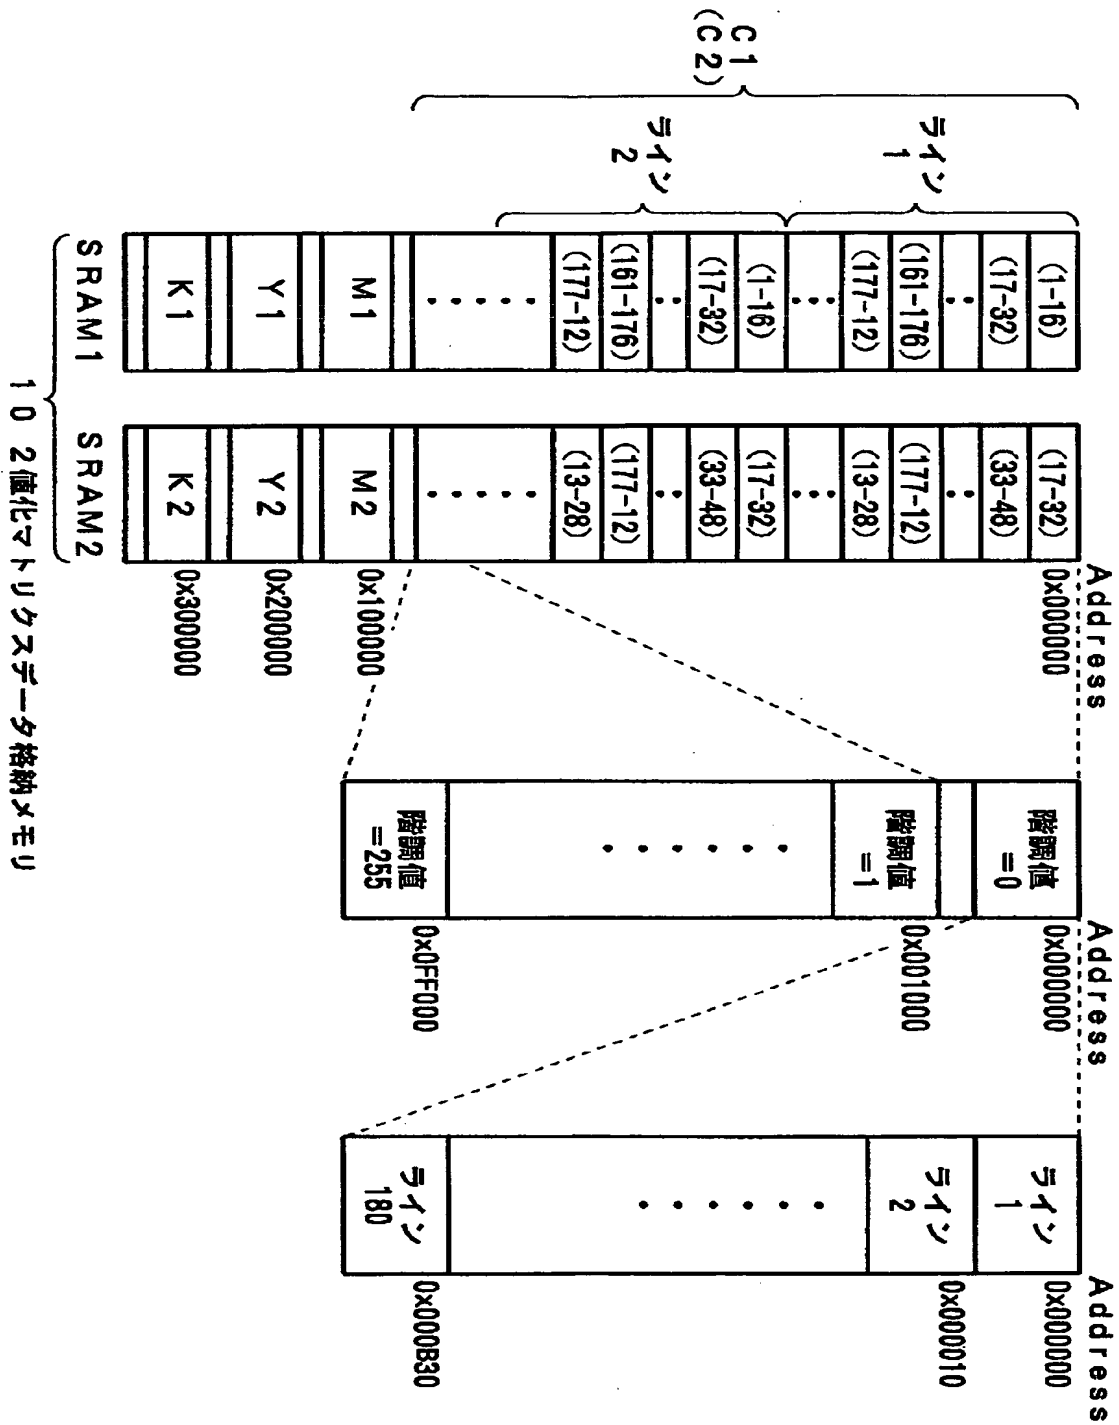 C1
(C2)
ライン
1
ライン
2
(1-16)
(17-32)
(161-176)
(177-12)
(1-16)
(17-32)
(161-176)
(177-12)
M1
Y1
K1
SRAM1
Address
0x000000
(17-32)
(33-48)
(177-12)
(13-28)
(17-32)
(33-48)
(177-12)
(13-28)
M2
0x100000
Y2
0x200000
K2
0x300000
SRAM2
10 2値化マトリクスデータ格納メモリ
Address
階調値
=0
0x000000
階調値
=1
0x001000
階調値
=255
0x0FF000
Address
ライン
1
0x000000
ライン
2
0x000010
ライン
180
0x000B30